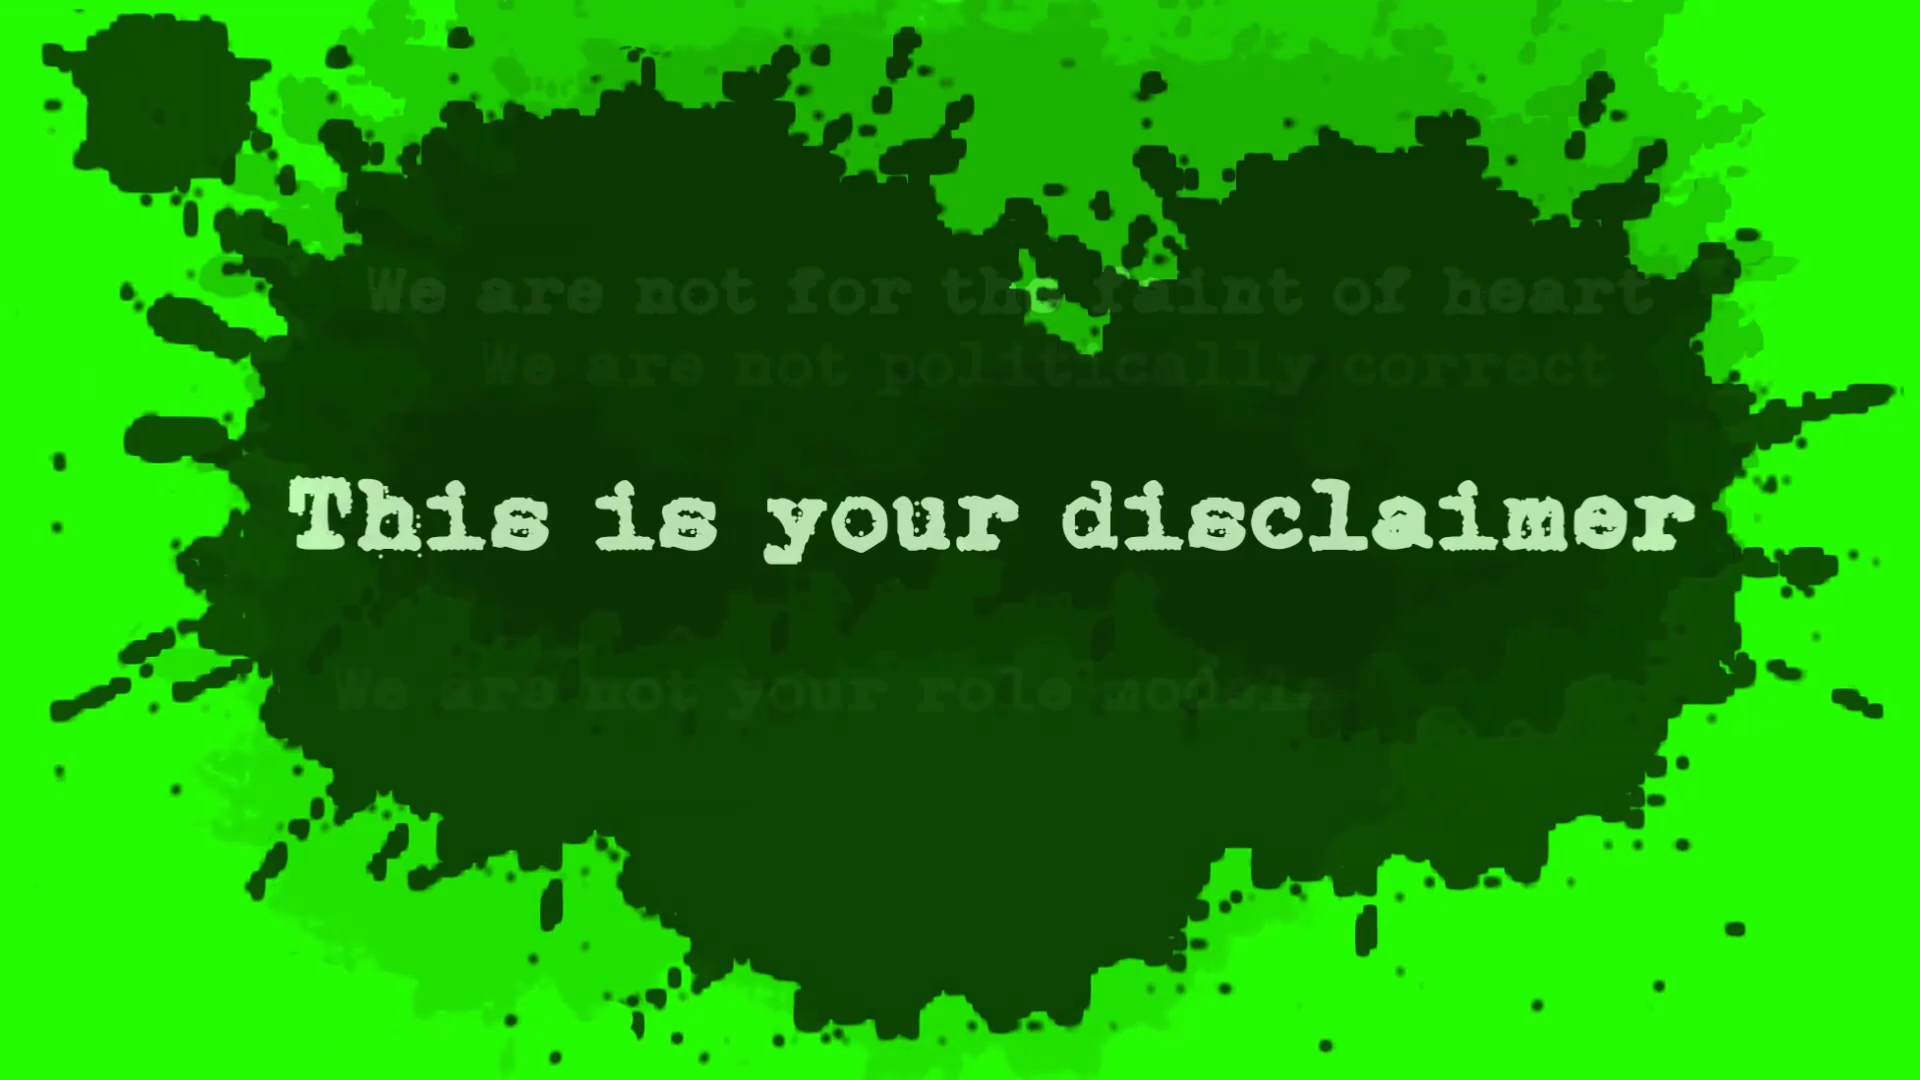 We are not for the faint of heart
We are not politically correct
This is your disclaimer
We are not your role models